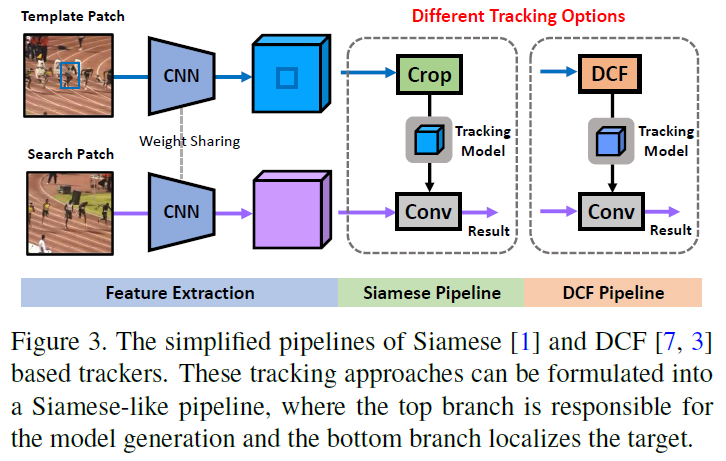 Template Patch
Different Tracking Options
CNN
Crop
DCF
Tracking
Model
Tracking
Model
Weight Sharing
Search Patch
CNN
Conv
Result
Conv
Result
Feature Extraction
Siamese Pipeline
DCF Pipeline
Figure 3. The simplified pipelines of Siamese [1] and DCF [7, 3]
based trackers. These tracking approaches can be formulated into
a Siamese-like pipeline, where the top branch is responsible for
the model generation and the bottom branch localizes the target.